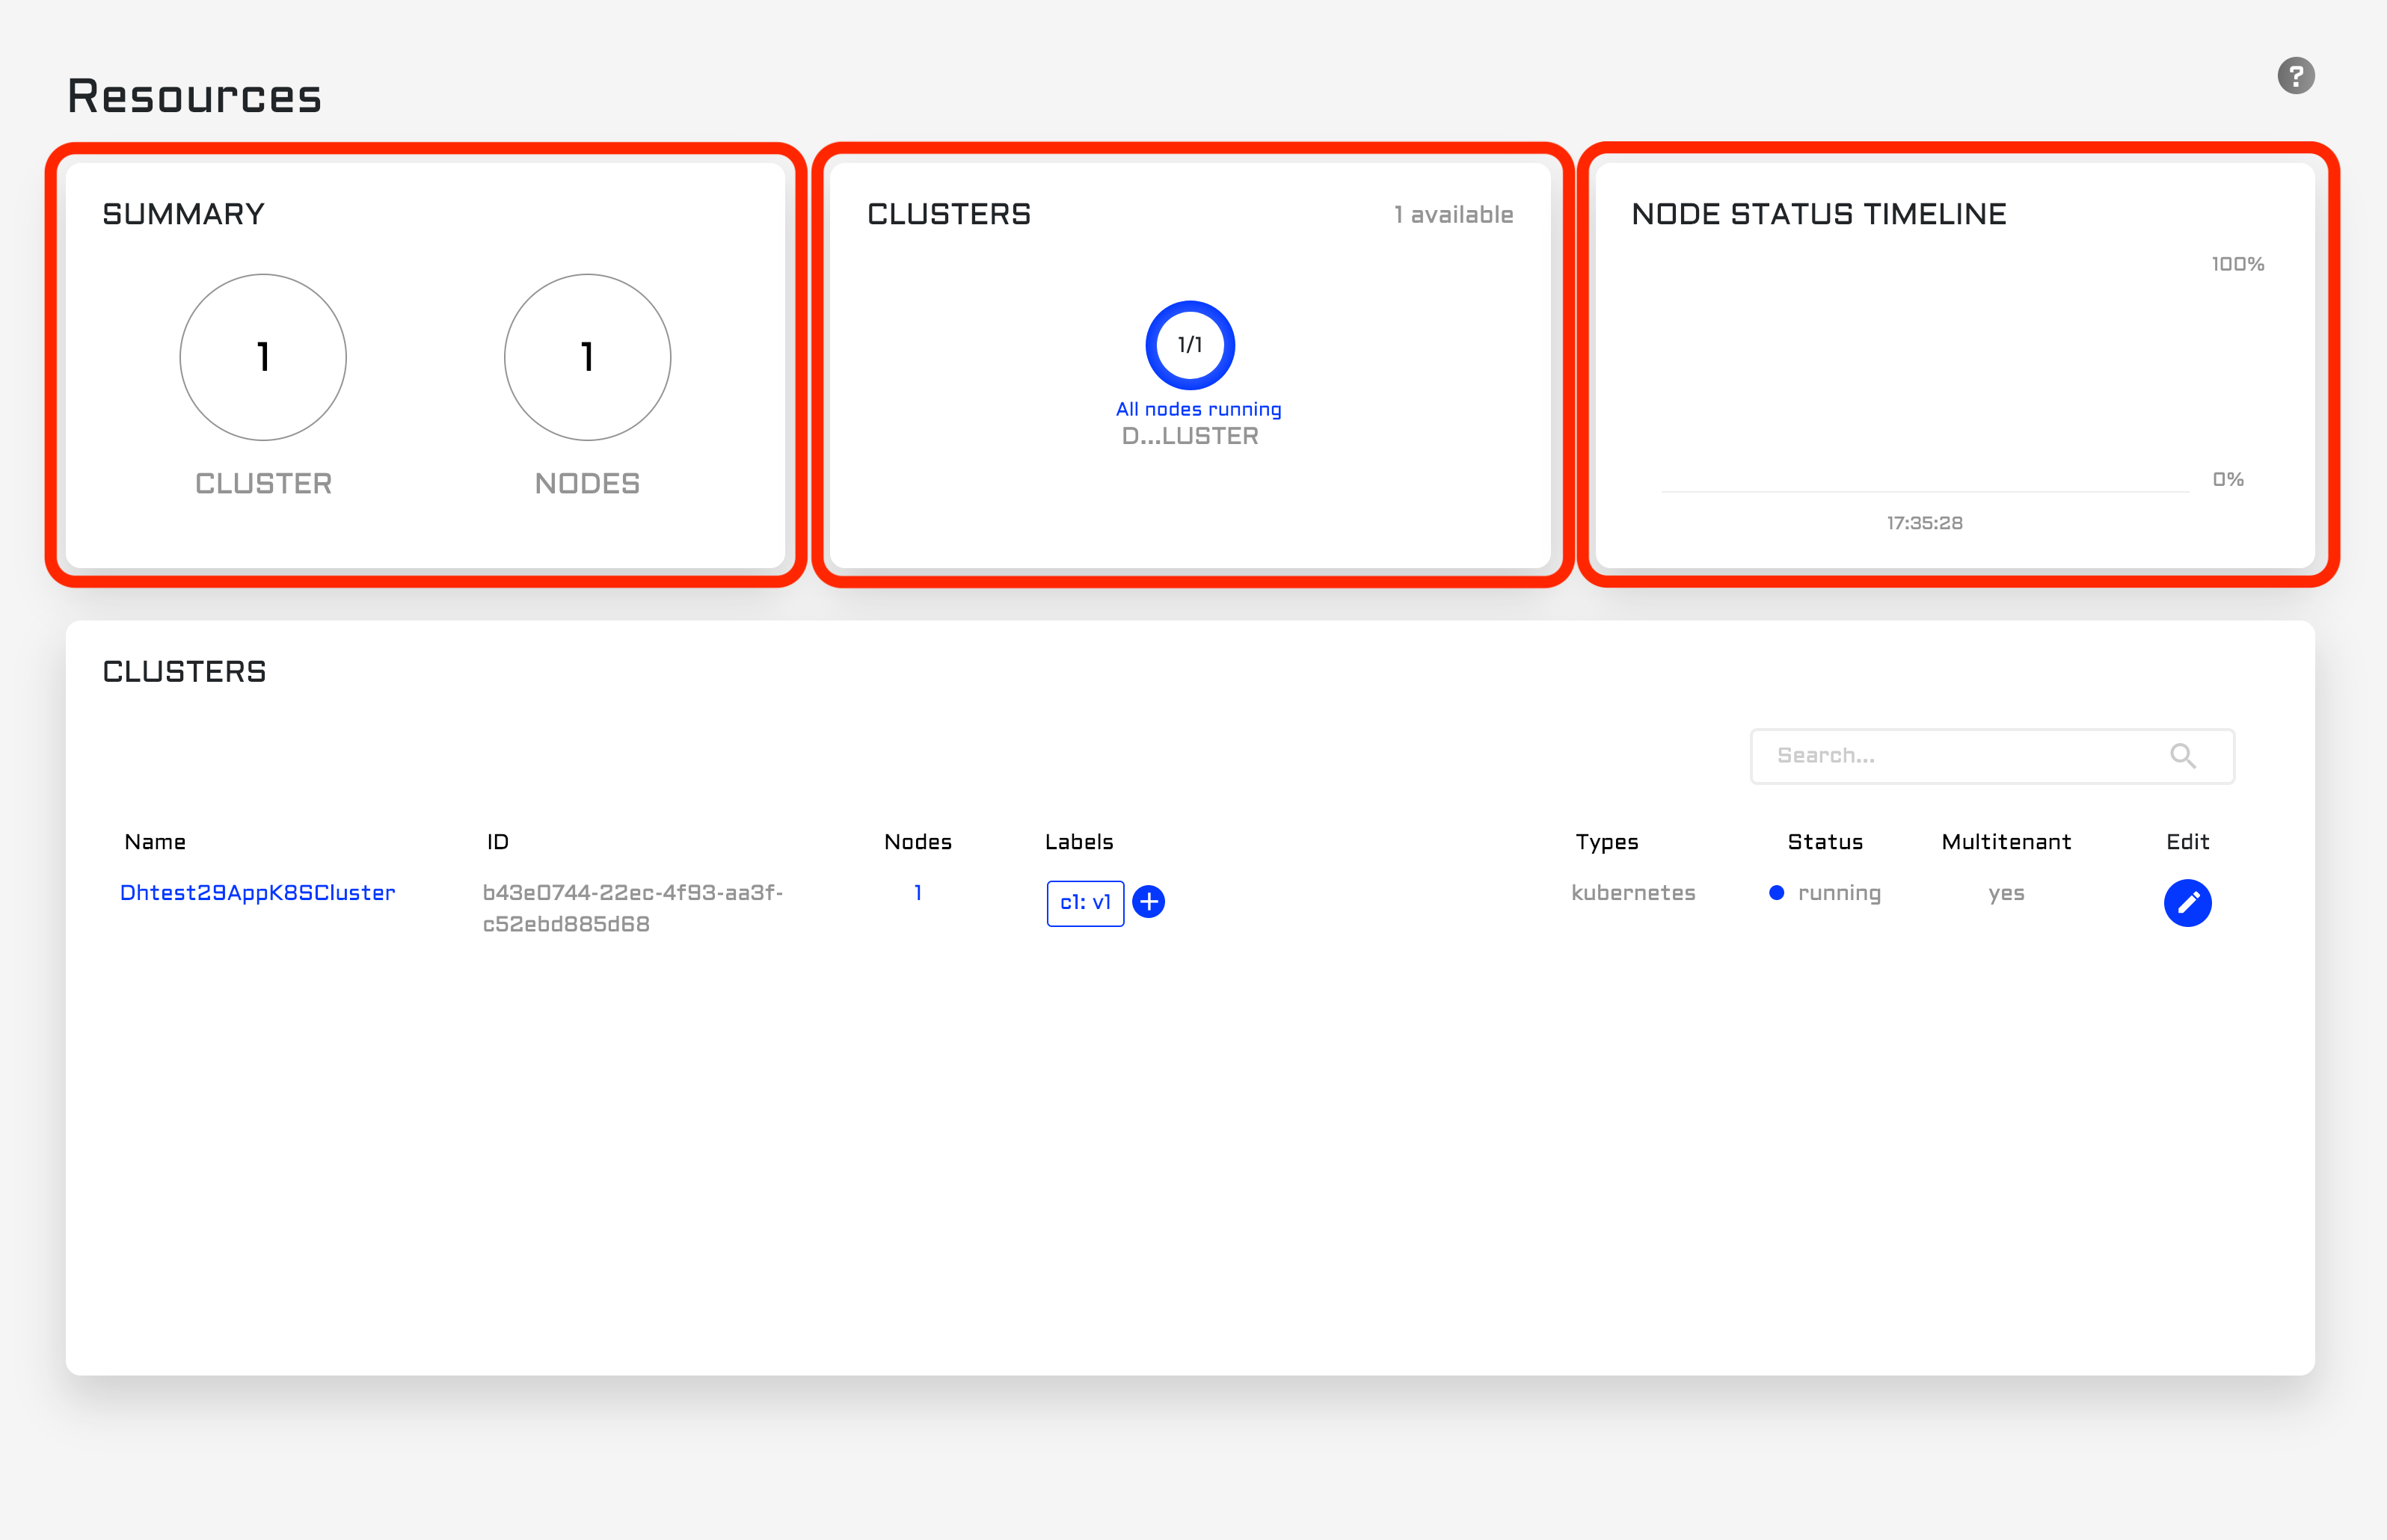 Resources
?
SUMMARY
1
1
CLUSTER
NODES
CLUSTERS
1 available
1/1
All nodes running
D...LUSTER
NODE STATUS TIMELINE
100%
0%
17:35:28
CLUSTERS
Search...
Name ID Nodes Labels Types Status Multitenant Edit
Dhtest29AppK8SCluster b43e0744-22ec-4f93-aa3f- 1 c1: v1 kubernetes running yes
c52ebd885d68